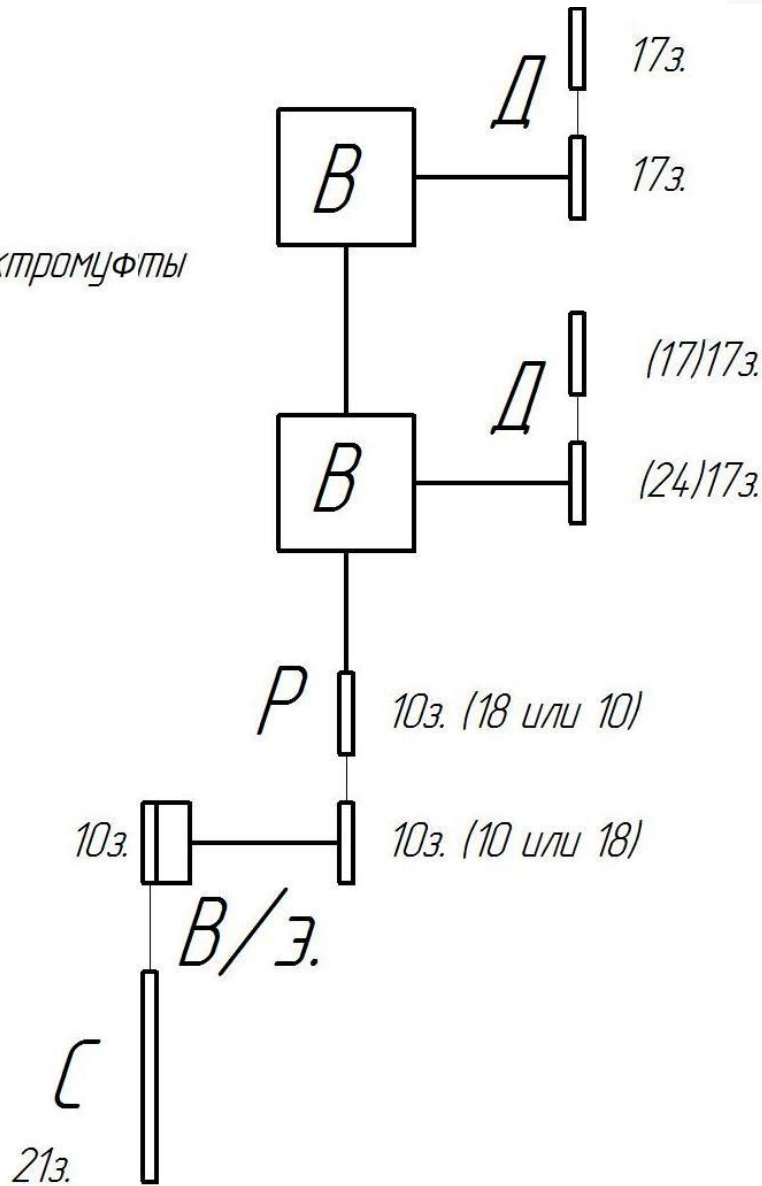 17з.
Д
В
17з.
ктромуфты
(17)17з.
Д
В
(24)17з.
Р
10з. (18 или 10)
10з.
10з. (10 или 18)
В/э.
С
21з.